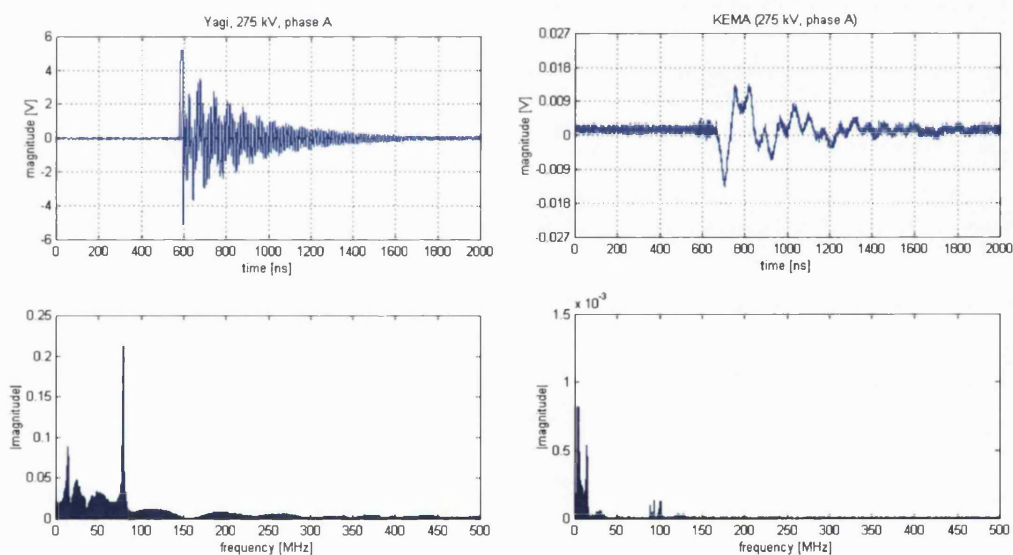 Yagi, 275 kV, phase A
6
4
2
0
-2
-4
-6
magnitude [V]
0 200 400 600 800 1000 1200 1400 1600 1800 2000
time [ns]
KEMA (275 kV, phase A)
0.027
0.018
0.009
0
-0.009
-0.018
-0.027
magnitude [V]
0 200 400 600 800 1000 1200 1400 1600 1800 2000
time [ns]
0.25
0.2
0.15
0.1
0.05
0
|magnitude|
0 50 100 150 200 250 300 350 400 450 500
frequency [MHz]
x 10⁻³
1.5
1
0.5
0
|magnitude|
0 50 100 150 200 250 300 350 400 450 500
frequency [MHz]